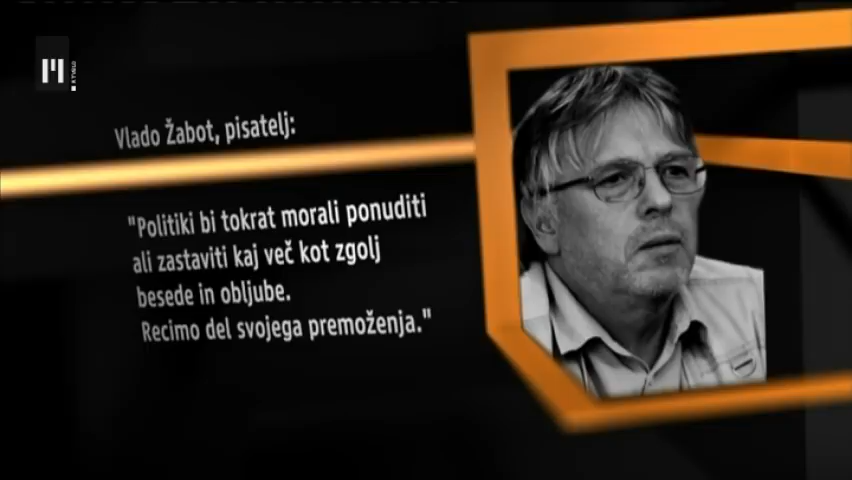 Vlado Žabot, pisatelj:
"Politiki bi tokrat morali ponuditi
ali zastaviti kaj več kot zgolj
besede in obljube.
Recimo del svojega premoženja."